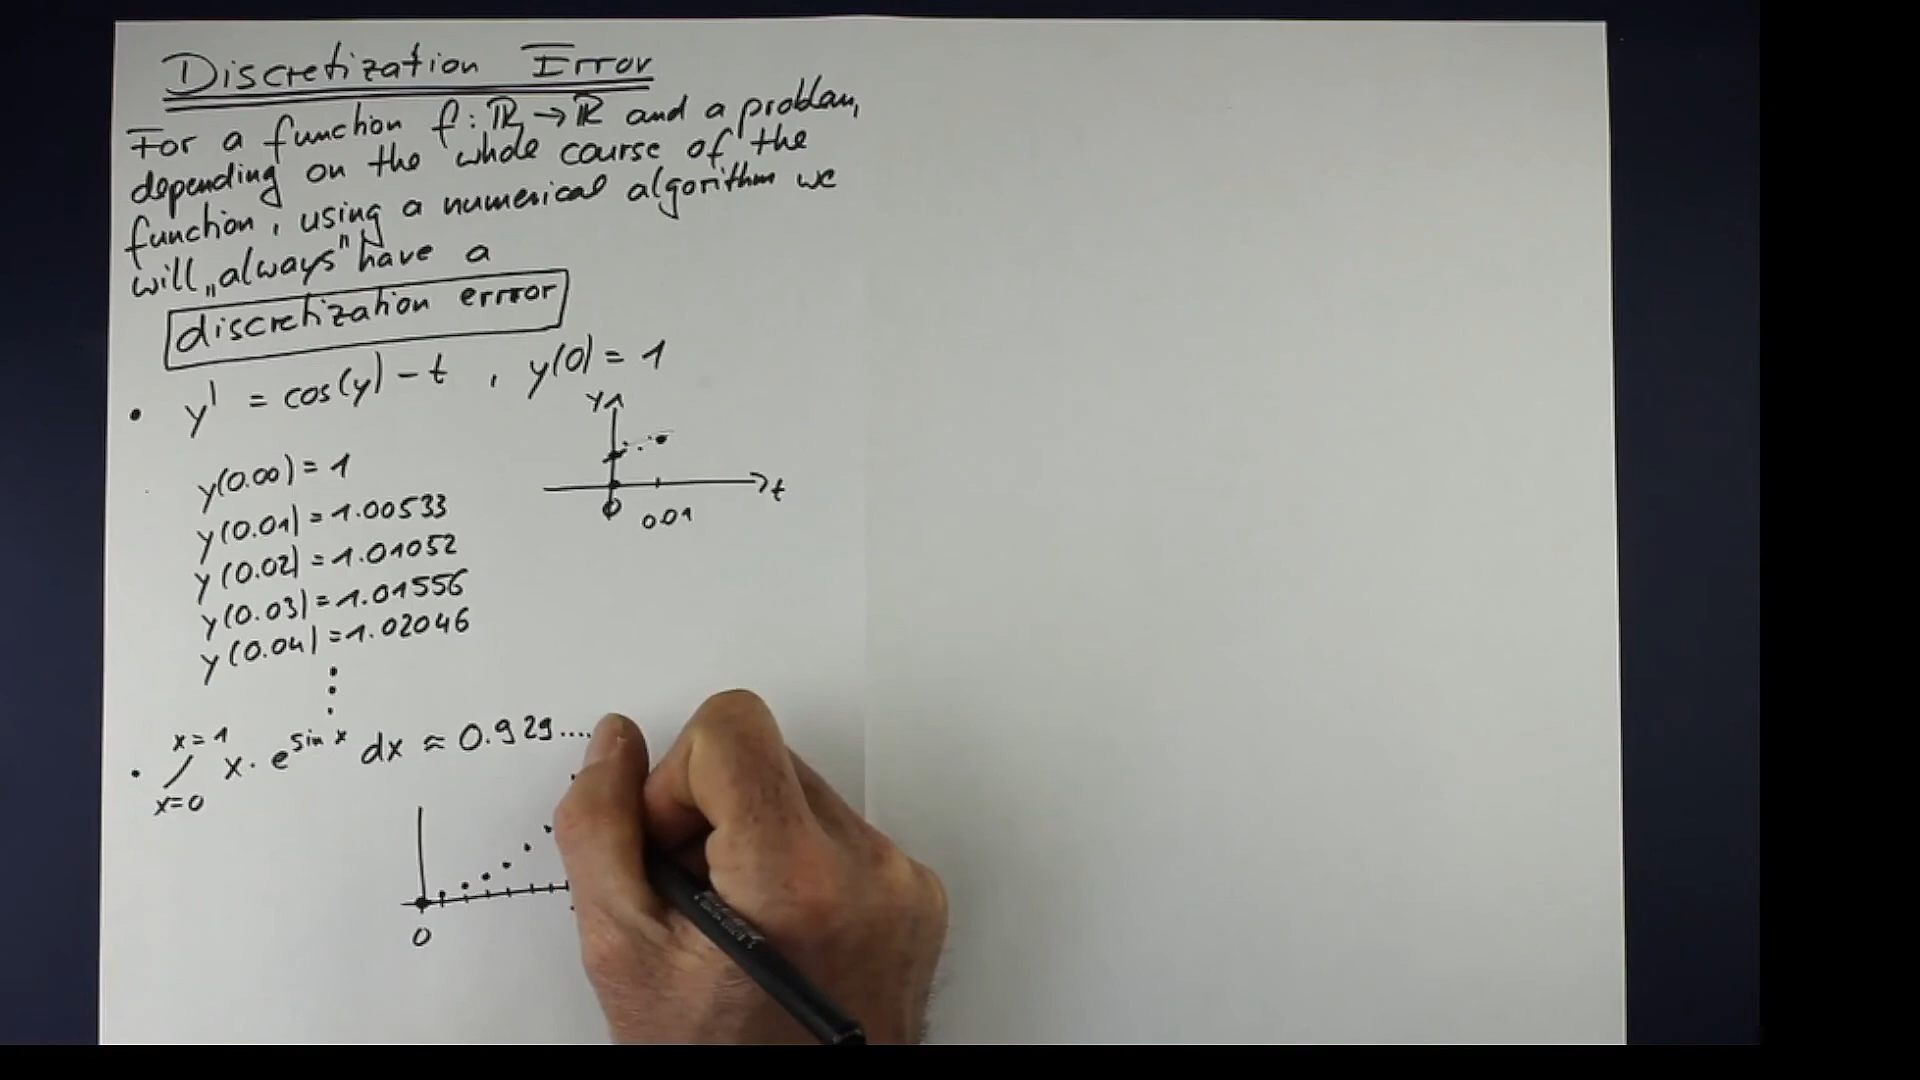 Discretization Error
For a function f: ℝ → ℝ and a problem,
depending on the whole course of the
function, using a numerical algorithm we
will „always" have a
discretization errror
• y' = cos(y) - t , y(0) = 1
y
t
0 0.01
y(0.00) = 1
y(0.01) = 1.00533
y(0.02) = 1.01052
y(0.03) = 1.01556
y(0.04) = 1.02046
⋮
x=1
• ∫ x · e^sin x dx ≈ 0.929....
x=0
0